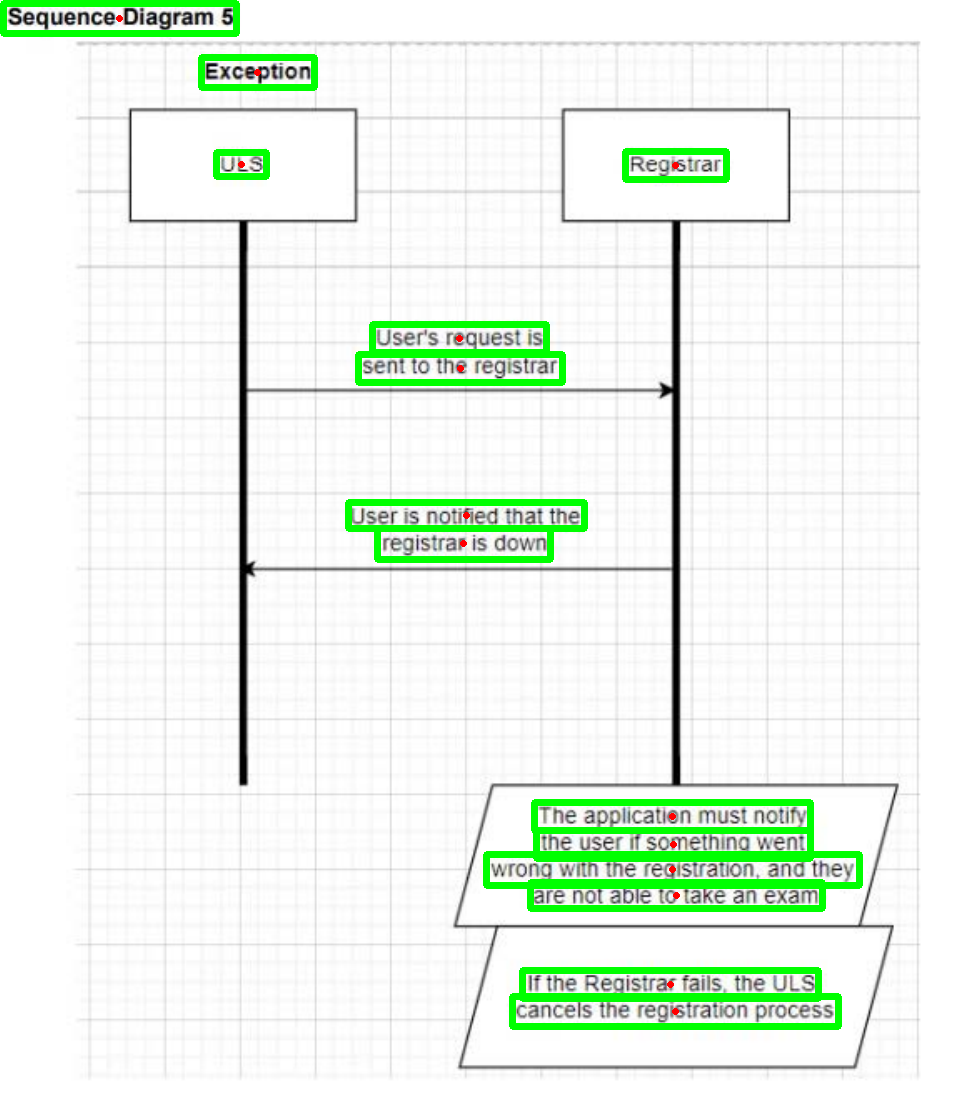 Sequence Diagram 5
Exception
ULS
Registrar
User's request is
sent to the registrar
User is notified that the
registrar is down
The application must notify
the user if something went
wrong with the registration, and they
are not able to take an exam
If the Registrar fails, the ULS
cancels the registration process